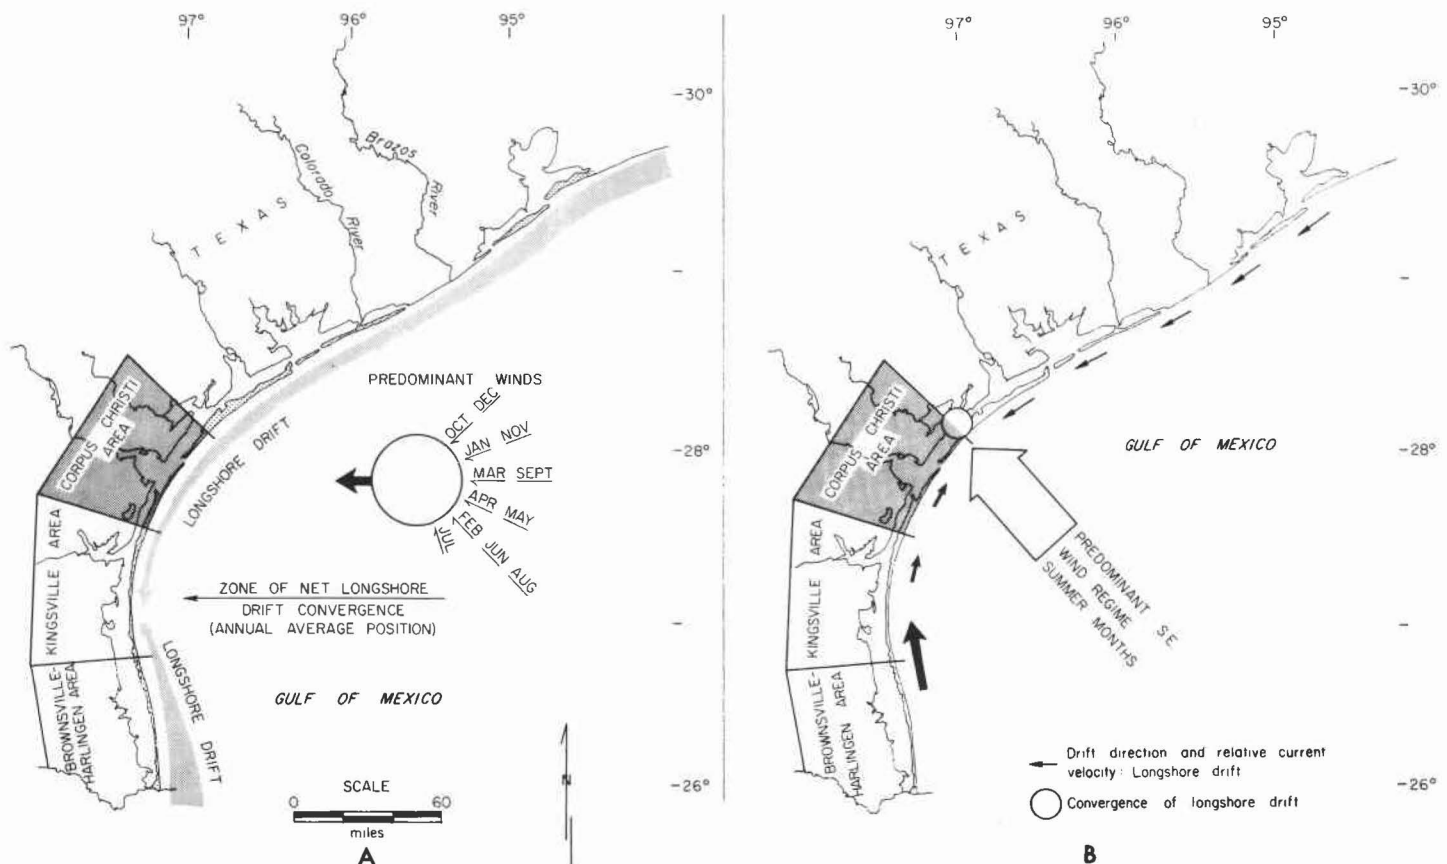 97°
96°
95°
30°
Brazos
River
Colorado
River
TEXAS
PREDOMINANT WINDS
OCT DEC
JAN NOV
MAR SEPT
APR MAY
FEB JUN AUG
JUL
28°
CORPUS CHRISTI
AREA
LONGSHORE DRIFT
KINGSVILLE AREA
ZONE OF NET LONGSHORE
DRIFT CONVERGENCE
(ANNUAL AVERAGE POSITION)
LONGSHORE DRIFT
BROWNSVILLE-
HARLINGEN AREA
GULF OF MEXICO
26°
SCALE
0 60
miles
N
A
97°
96°
95°
30°
TEXAS
CORPUS CHRISTI
AREA
GULF OF MEXICO
28°
KINGSVILLE AREA
PREDOMINANT S.E.
WIND REGIME
SUMMER MONTHS
BROWNSVILLE-
HARLINGEN AREA
Drift direction and relative current
velocity: Longshore drift
Convergence of longshore drift
26°
B